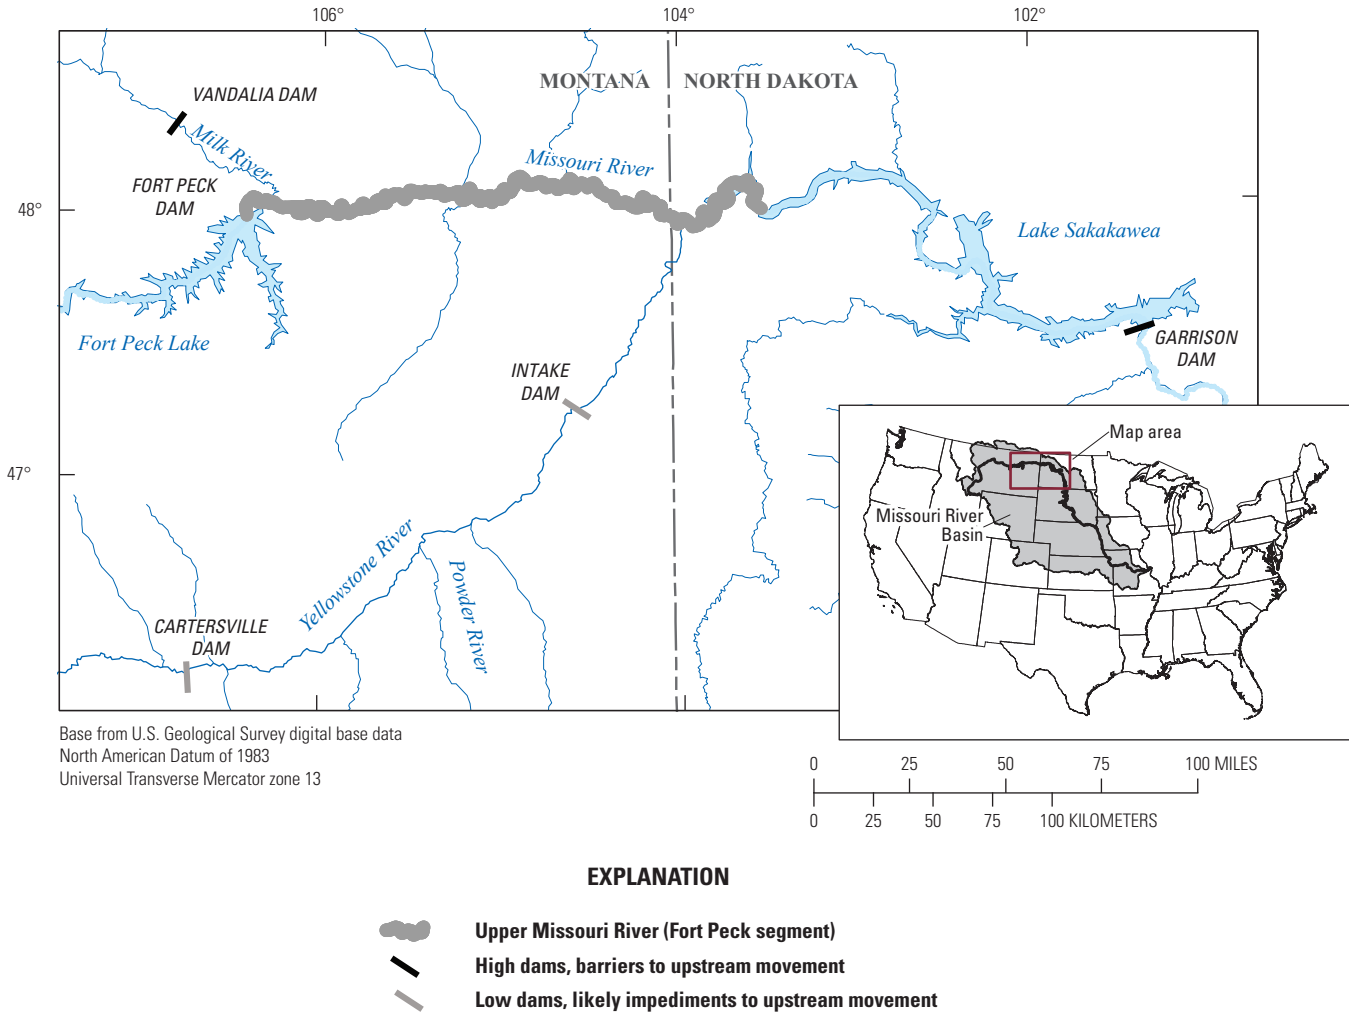 106°
104°
102°
MONTANA
NORTH DAKOTA
VANDALIA DAM
Milk River
Missouri River
FORT PECK
DAM
48°
Lake Sakakawea
Fort Peck Lake
GARRISON
DAM
INTAKE
DAM
47°
Map area
Missouri River
Basin
Yellowstone River
Powder River
CARTERSVILLE
DAM
Base from U.S. Geological Survey digital base data
North American Datum of 1983
Universal Transverse Mercator zone 13
0 25 50 75 100 MILES
0 25 50 75 100 KILOMETERS
EXPLANATION
Upper Missouri River (Fort Peck segment)
High dams, barriers to upstream movement
Low dams, likely impediments to upstream movement